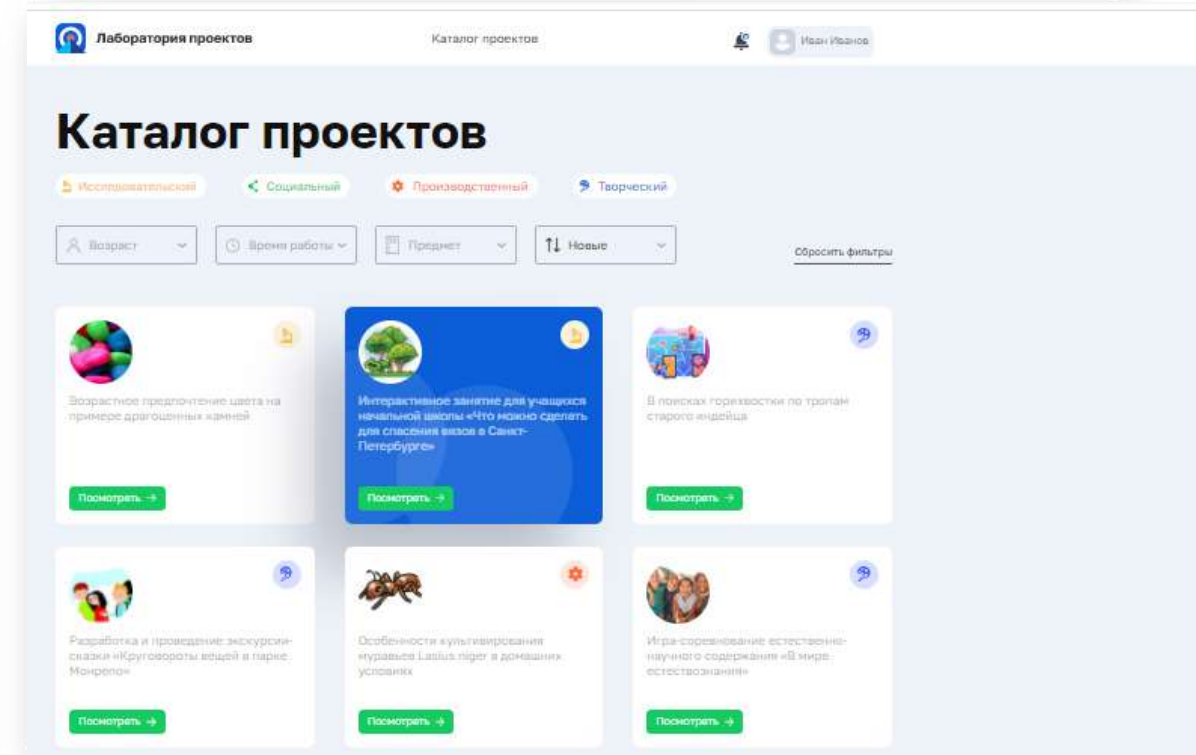 Лаборатория проектов
Каталог проектов
Иван Иванов
Каталог проектов
Исследовательский
Социальный
Производственный
Творческий
Возраст
Время работы
Предмет
Новые
Сбросить фильтры
Возрастное предпочтение цвета на
примере драгоценных камней
Посмотреть →
Интерактивное занятие для учащихся
начальной школы «Что можно сделать
для спасения вязов в Санкт-
Петербурге»
Посмотреть →
В поисках горихвостки по тропам
старого индейца
Посмотреть →
Разработка и проведение экскурсии-
сказки «Круговороты вещей в парке
Монрепо»
Посмотреть →
Особенности культивирования
муравьев Lasius niger в домашних
условиях
Посмотреть →
Игра-соревнование естественно-
научного содержания «В мире
естествознания»
Посмотреть →